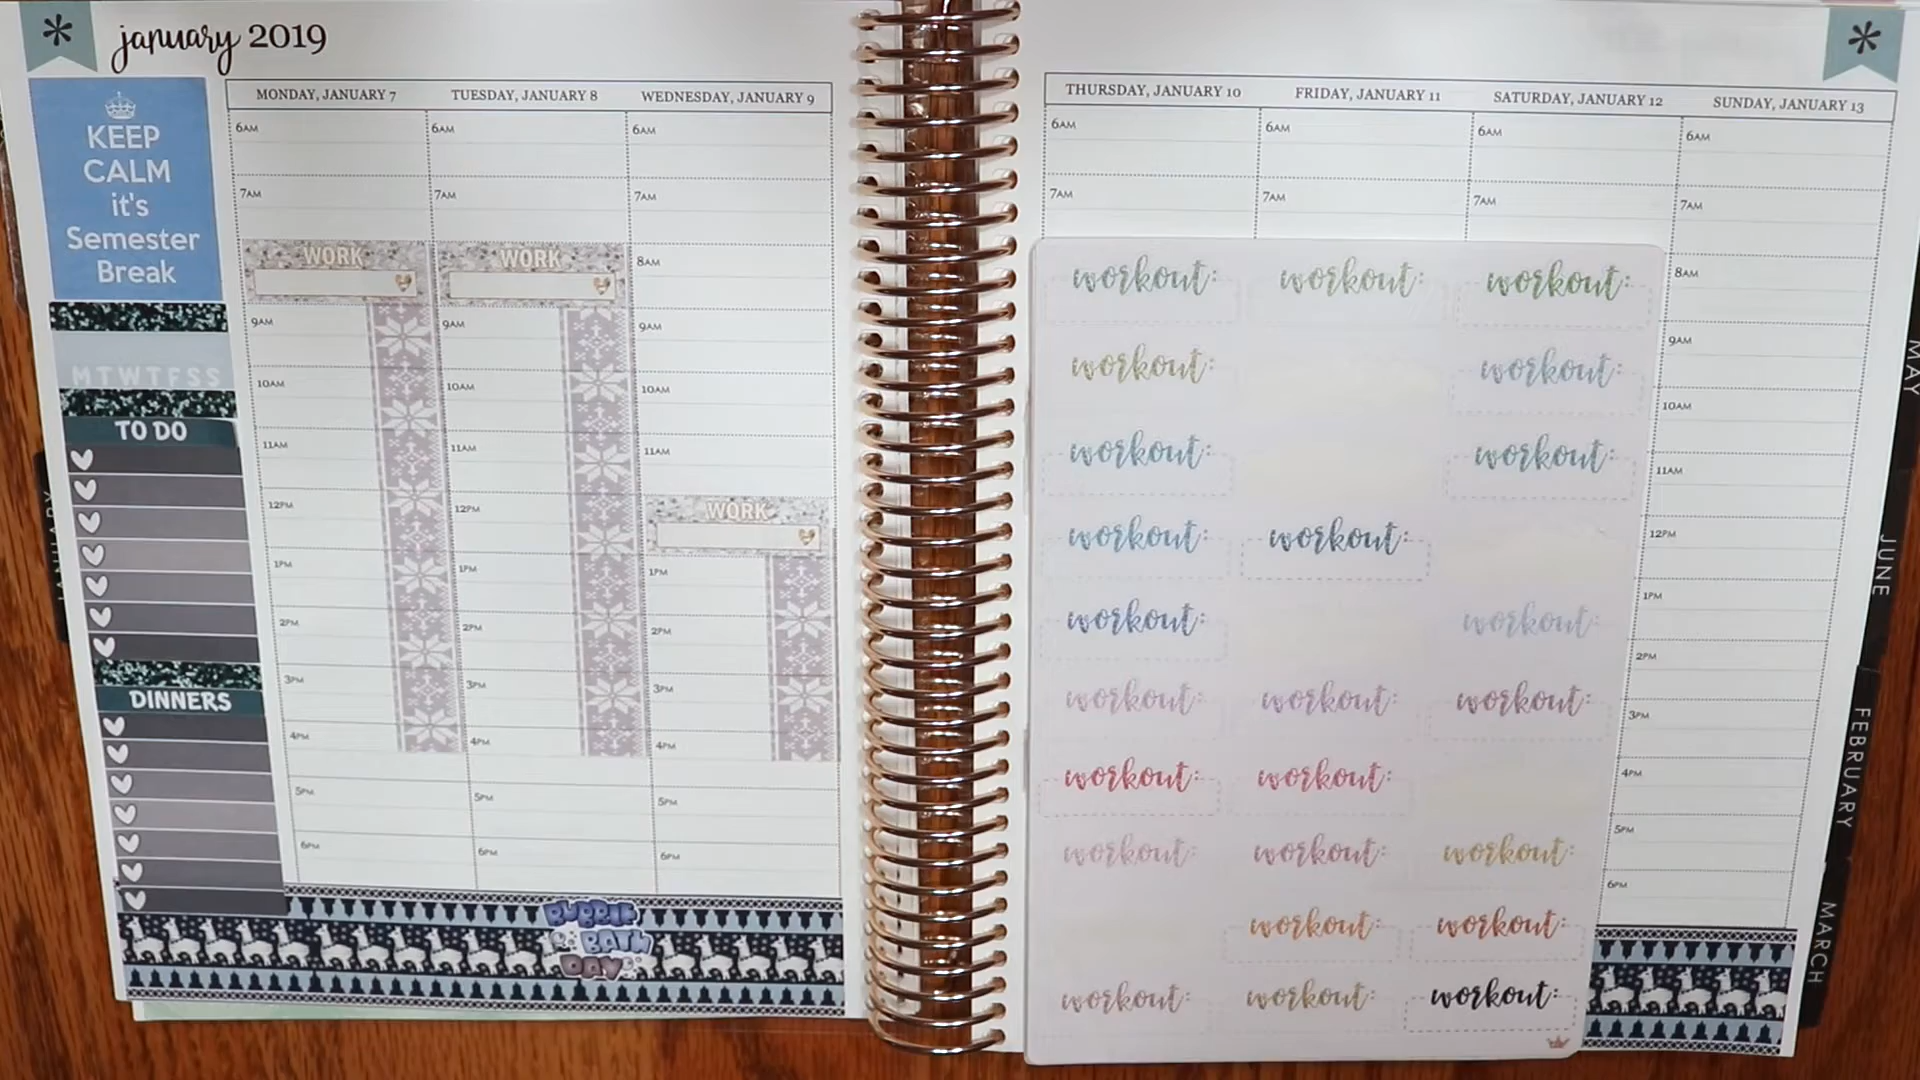 * january 2019
*
KEEP
CALM
it's
Semester
Break
M T W T F S S
TO DO
DINNERS
MONDAY, JANUARY 7
TUESDAY, JANUARY 8
WEDNESDAY, JANUARY 9
6AM 6AM 6AM
7AM 7AM 7AM
WORK WORK 8AM
9AM 9AM 9AM
10AM 10AM 10AM
11AM 11AM 11AM
12PM 12PM WORK
1PM 1PM 1PM
2PM 2PM 2PM
3PM 3PM 3PM
4PM 4PM 4PM
5PM 5PM 5PM
6PM 6PM 6PM
BUBBLE
BATH
DAY
THURSDAY, JANUARY 10
FRIDAY, JANUARY 11
SATURDAY, JANUARY 12
SUNDAY, JANUARY 13
6AM 6AM 6AM 6AM
7AM 7AM 7AM 7AM
workout: workout: workout:
workout: workout:
workout: workout:
workout: workout:
workout: workout:
workout: workout: workout:
workout: workout:
workout: workout: workout:
workout: workout:
workout: workout: workout:
8AM
9AM
10AM
11AM
12PM
1PM
2PM
3PM
4PM
5PM
6PM
JANUARY
MAY
JUNE
FEBRUARY
MARCH